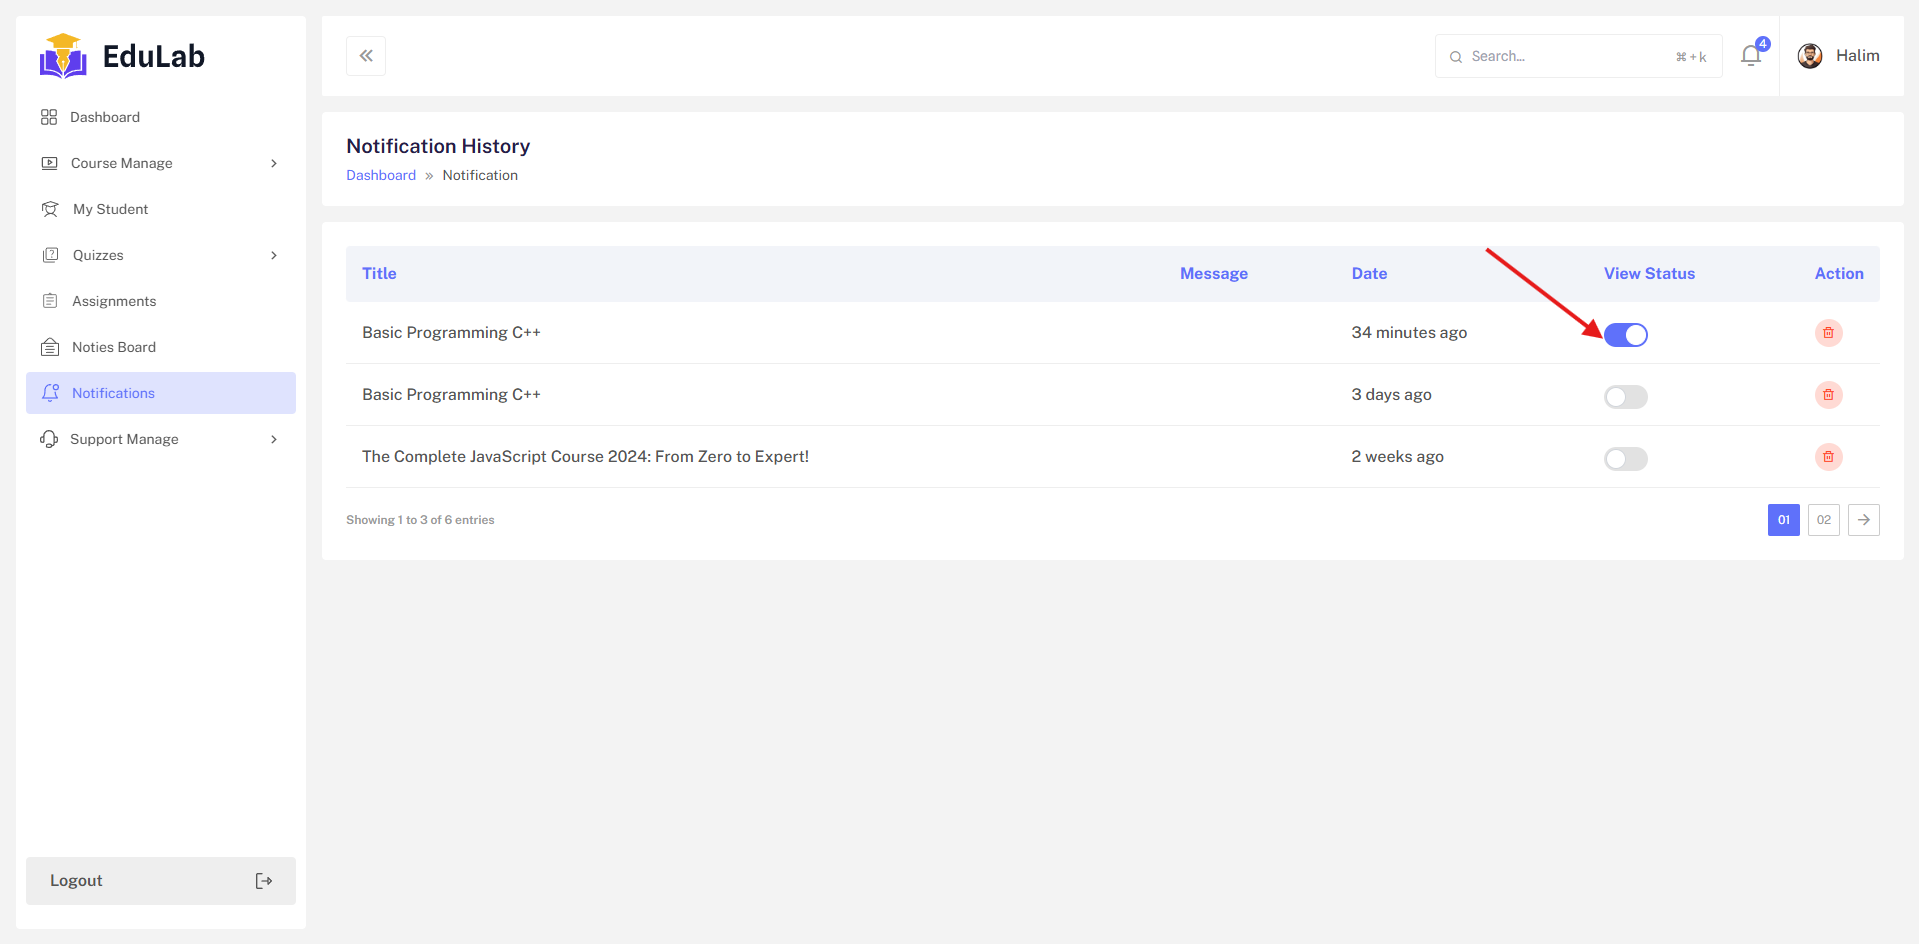 EduLab
Dashboard
Course Manage
My Student
Quizzes
Assignments
Noties Board
Notifications
Support Manage
Logout
Search...
⌘+k
4
Halim
Notification History
Dashboard » Notification
Title Message Date View Status Action
Basic Programming C++ 34 minutes ago
Basic Programming C++ 3 days ago
The Complete JavaScript Course 2024: From Zero to Expert! 2 weeks ago
Showing 1 to 3 of 6 entries
01 02